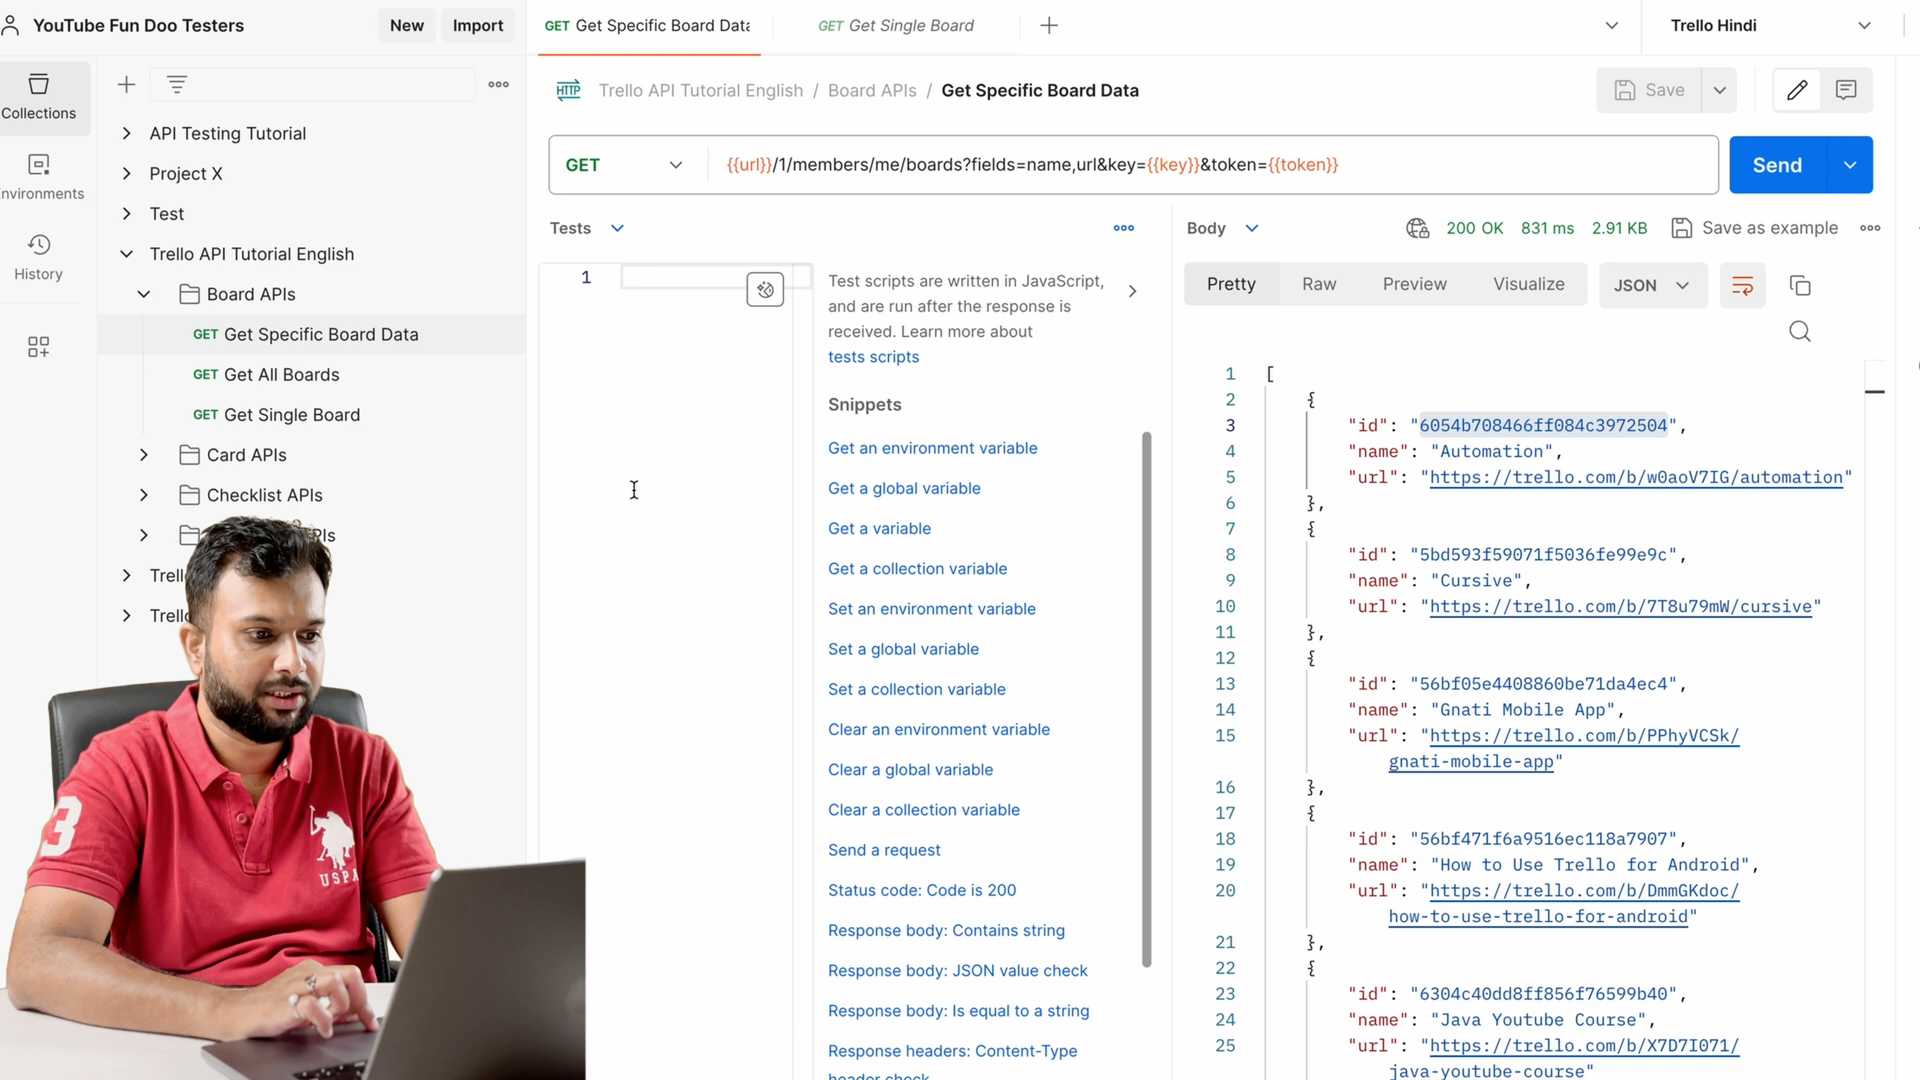 YouTube Fun Doo Testers
New
Import
GET Get Specific Board Data
GET Get Single Board
Trello Hindi
Collections
Environments
History
API Testing Tutorial
Project X
Test
Trello API Tutorial English
Board APIs
GET Get Specific Board Data
GET Get All Boards
GET Get Single Board
Card APIs
Checklist APIs
PIs
Trell
Trello
3
USPA
HTTP
Trello API Tutorial English / Board APIs / Get Specific Board Data
Save
GET
{{url}}/1/members/me/boards?fields=name,url&key={{key}}&token={{token}}
Send
Tests
1
Test scripts are written in JavaScript,
and are run after the response is
received. Learn more about
tests scripts
Snippets
Get an environment variable
Get a global variable
Get a variable
Get a collection variable
Set an environment variable
Set a global variable
Set a collection variable
Clear an environment variable
Clear a global variable
Clear a collection variable
Send a request
Status code: Code is 200
Response body: Contains string
Response body: JSON value check
Response body: Is equal to a string
Response headers: Content-Type
header check
Body
200 OK 831 ms 2.91 KB
Save as example
Pretty
Raw
Preview
Visualize
JSON
1 [
2 {
3 "id": "6054b708466ff084c3972504",
4 "name": "Automation",
5 "url": "https://trello.com/b/w0aoV7IG/automation"
6 },
7 {
8 "id": "5bd593f59071f5036fe99e9c",
9 "name": "Cursive",
10 "url": "https://trello.com/b/7T8u79mW/cursive"
11 },
12 {
13 "id": "56bf05e4408860be71da4ec4",
14 "name": "Gnati Mobile App",
15 "url": "https://trello.com/b/PPhyVCSk/
gnati-mobile-app"
16 },
17 {
18 "id": "56bf471f6a9516ec118a7907",
19 "name": "How to Use Trello for Android",
20 "url": "https://trello.com/b/DmmGKdoc/
how-to-use-trello-for-android"
21 },
22 {
23 "id": "6304c40dd8ff856f76599b40",
24 "name": "Java Youtube Course",
25 "url": "https://trello.com/b/X7D7I071/
java-youtube-course"